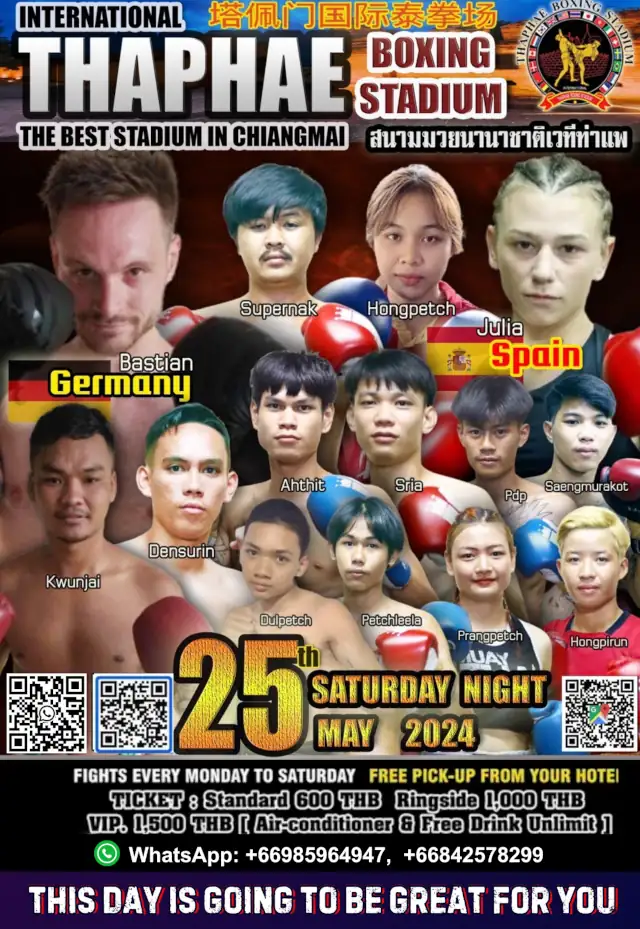 INTERNATIONAL
塔佩门国际泰拳场
THAPHAE
BOXING
STADIUM
THAPHAE BOXING STADIUM
THE BEST STADIUM IN CHIANGMAI
สนามมวยนานาชาติเวทีท่าแพ
Supernak
Hongpetch
Julia
Spain
Bastian
Germany
Ahthit
Sria
Pdp
Saengmurakot
Densurin
Kwunjai
Dulpetch
Petchleela
Prangpetch
Hongpirun
MUAY
25th
SATURDAY NIGHT
MAY 2024
FIGHTS EVERY MONDAY TO SATURDAY FREE PICK-UP FROM YOUR HOTEl
TICKET : Standard 600 THB Ringside 1,000 THB
VIP. 1,500 THB [ Air-conditioner & Free Drink Unlimit ]
WhatsApp: +66985964947, +66842578299
THIS DAY IS GOING TO BE GREAT FOR YOU